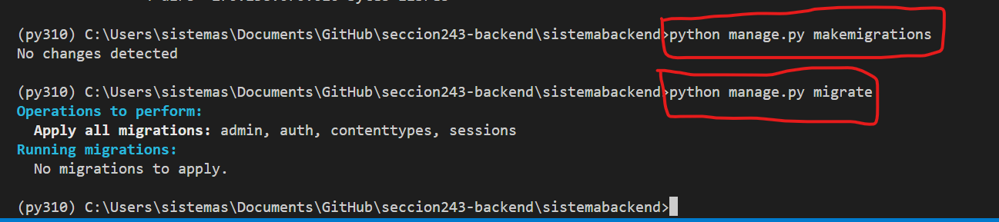 (py310) C:\Users\sistemas\Documents\GitHub\seccion243-backend\sistemabackend>python manage.py makemigrations
No changes detected
(py310) C:\Users\sistemas\Documents\GitHub\seccion243-backend\sistemabackend>python manage.py migrate
Operations to perform:
  Apply all migrations: admin, auth, contenttypes, sessions
Running migrations:
  No migrations to apply.
(py310) C:\Users\sistemas\Documents\GitHub\seccion243-backend\sistemabackend>